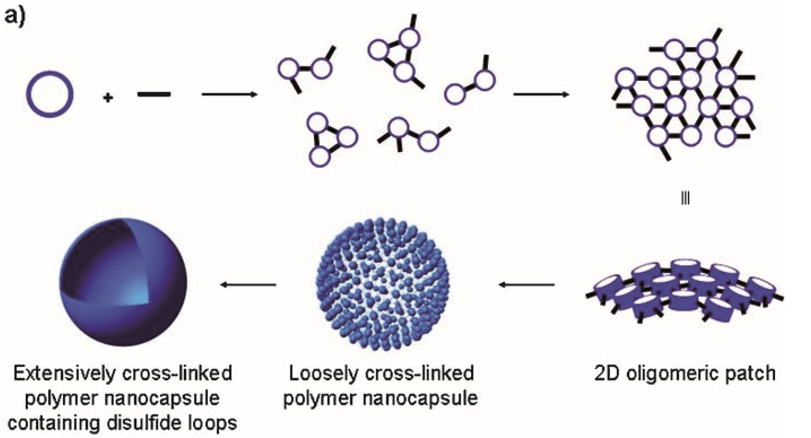 a)
+
≡
Extensively cross-linked
polymer nanocapsule
containing disulfide loops
Loosely cross-linked
polymer nanocapsule
2D oligomeric patch